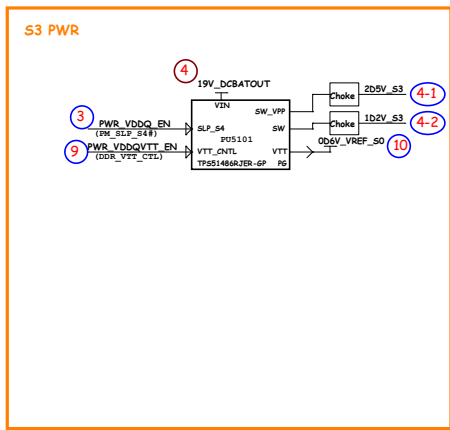 S3 PWR
4
19V_DCBATOUT
VIN
SW_VPP
Choke
2D5V_S3
4-1
3
PWR_VDDQ_EN
(PM_SLP_S4#)
SLP_S4
SW
Choke
1D2V_S3
4-2
PU5101
9
PWR_VDDQVTT_EN
(DDR_VTT_CTL)
VTT_CNTL
VTT
0D6V_VREF_S0
10
TPS51486RJER-GP
PG